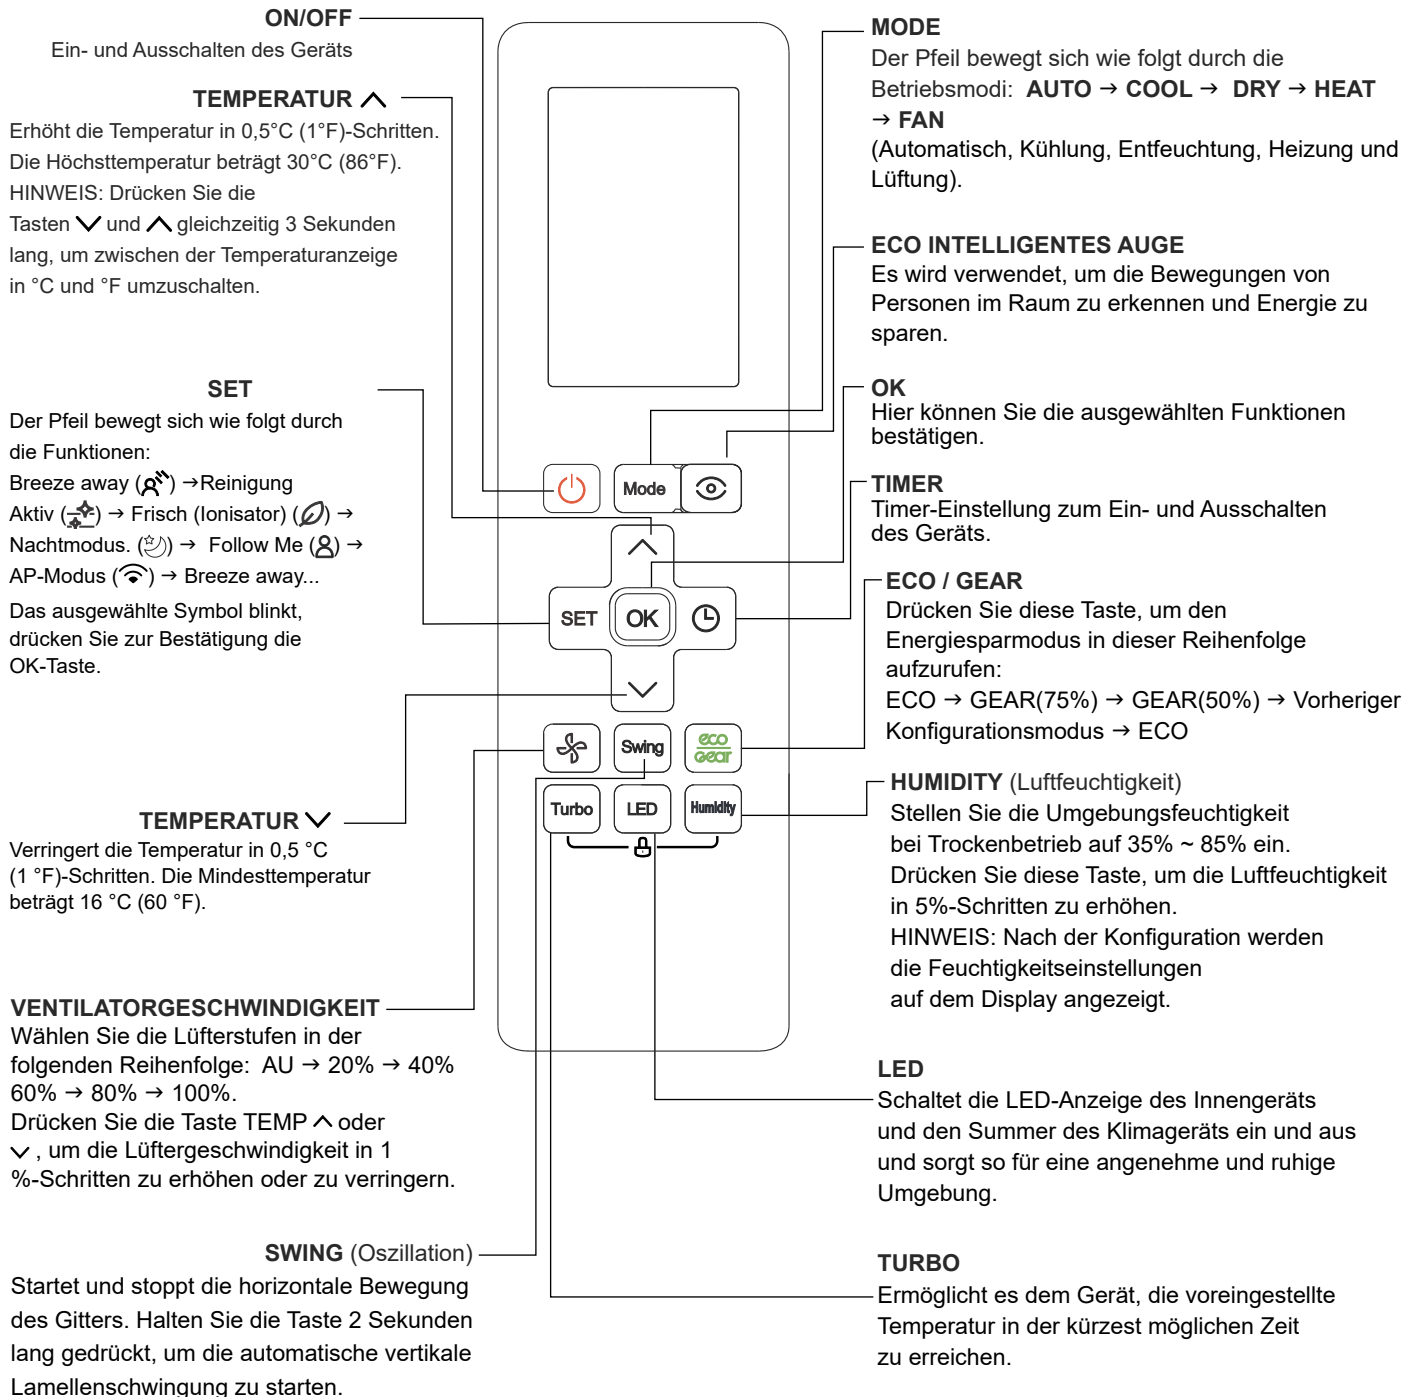 ON/OFF
Ein- und Ausschalten des Geräts
TEMPERATUR ∧
Erhöht die Temperatur in 0,5°C (1°F)-Schritten.
Die Höchsttemperatur beträgt 30°C (86°F).
HINWEIS: Drücken Sie die
Tasten ∨ und ∧ gleichzeitig 3 Sekunden
lang, um zwischen der Temperaturanzeige
in °C und °F umzuschalten.
SET
Der Pfeil bewegt sich wie folgt durch
die Funktionen:
Breeze away () →Reinigung
Aktiv () → Frisch (Ionisator) () →
Nachtmodus. () → Follow Me () →
AP-Modus () → Breeze away...
Das ausgewählte Symbol blinkt,
drücken Sie zur Bestätigung die
OK-Taste.
TEMPERATUR ∨
Verringert die Temperatur in 0,5 °C
(1 °F)-Schritten. Die Mindesttemperatur
beträgt 16 °C (60 °F).
VENTILATORGESCHWINDIGKEIT
Wählen Sie die Lüfterstufen in der
folgenden Reihenfolge: AU → 20% → 40%
60% → 80% → 100%.
Drücken Sie die Taste TEMP ∧ oder
∨ , um die Lüftergeschwindigkeit in 1
%-Schritten zu erhöhen oder zu verringern.
SWING (Oszillation)
Startet und stoppt die horizontale Bewegung
des Gitters. Halten Sie die Taste 2 Sekunden
lang gedrückt, um die automatische vertikale
Lamellenschwingung zu starten.
Mode
SET
OK
Swing
eco
gear
Turbo
LED
Humidity
MODE
Der Pfeil bewegt sich wie folgt durch die
Betriebsmodi: AUTO → COOL → DRY → HEAT
→ FAN
(Automatisch, Kühlung, Entfeuchtung, Heizung und
Lüftung).
ECO INTELLIGENTES AUGE
Es wird verwendet, um die Bewegungen von
Personen im Raum zu erkennen und Energie zu
sparen.
OK
Hier können Sie die ausgewählten Funktionen
bestätigen.
TIMER
Timer-Einstellung zum Ein- und Ausschalten
des Geräts.
ECO / GEAR
Drücken Sie diese Taste, um den
Energiesparmodus in dieser Reihenfolge
aufzurufen:
ECO → GEAR(75%) → GEAR(50%) → Vorheriger
Konfigurationsmodus → ECO
HUMIDITY (Luftfeuchtigkeit)
Stellen Sie die Umgebungsfeuchtigkeit
bei Trockenbetrieb auf 35% ~ 85% ein.
Drücken Sie diese Taste, um die Luftfeuchtigkeit
in 5%-Schritten zu erhöhen.
HINWEIS: Nach der Konfiguration werden
die Feuchtigkeitseinstellungen
auf dem Display angezeigt.
LED
Schaltet die LED-Anzeige des Innengeräts
und den Summer des Klimageräts ein und aus
und sorgt so für eine angenehme und ruhige
Umgebung.
TURBO
Ermöglicht es dem Gerät, die voreingestellte
Temperatur in der kürzest möglichen Zeit
zu erreichen.